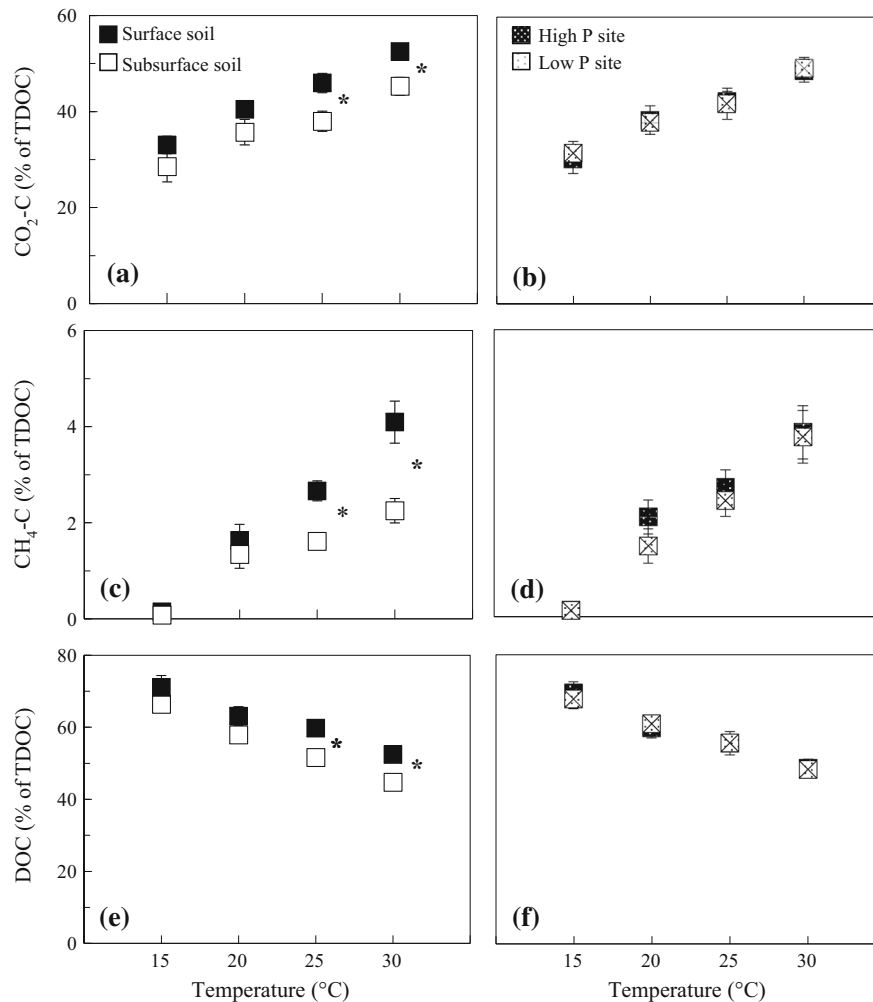 60
40
20
0
CO₂-C (% of TDOC)
Surface soil
Subsurface soil
*
*
(a)
High P site
Low P site
(b)
6
4
2
0
CH₄-C (% of TDOC)
*
*
(c)
(d)
80
60
40
20
0
DOC (% of TDOC)
*
*
(e)
(f)
15 20 25 30
15 20 25 30
Temperature (°C)
Temperature (°C)